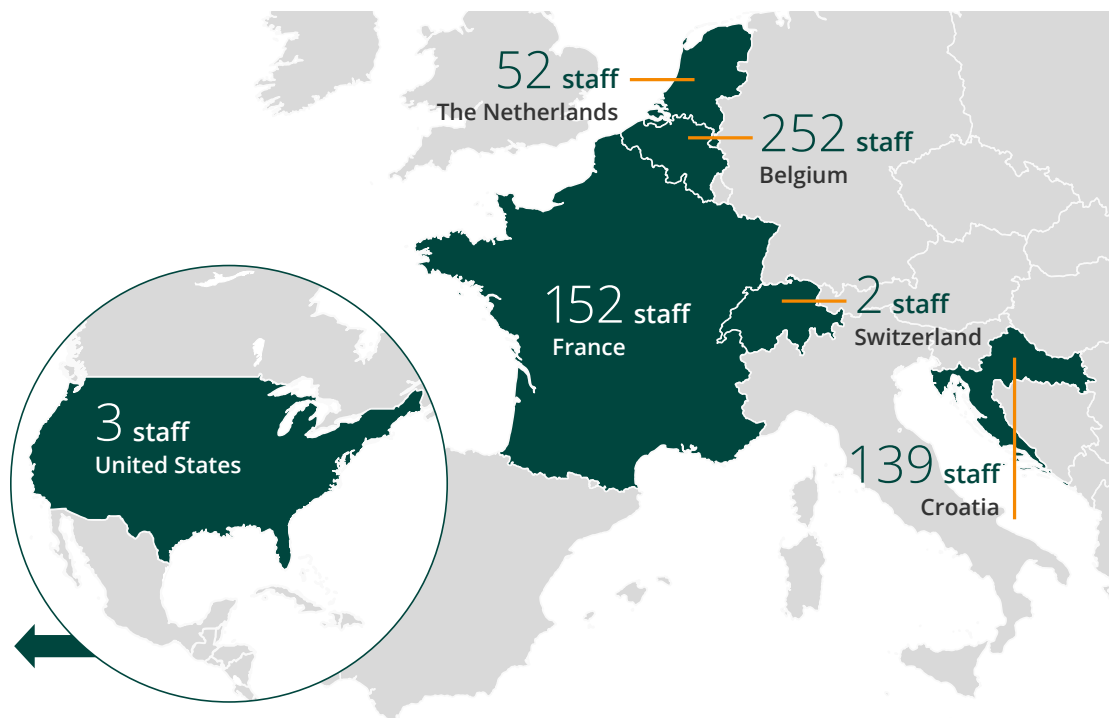 52 staff
The Netherlands
252 staff
Belgium
152 staff
France
2 staff
Switzerland
3 staff
United States
139 staff
Croatia